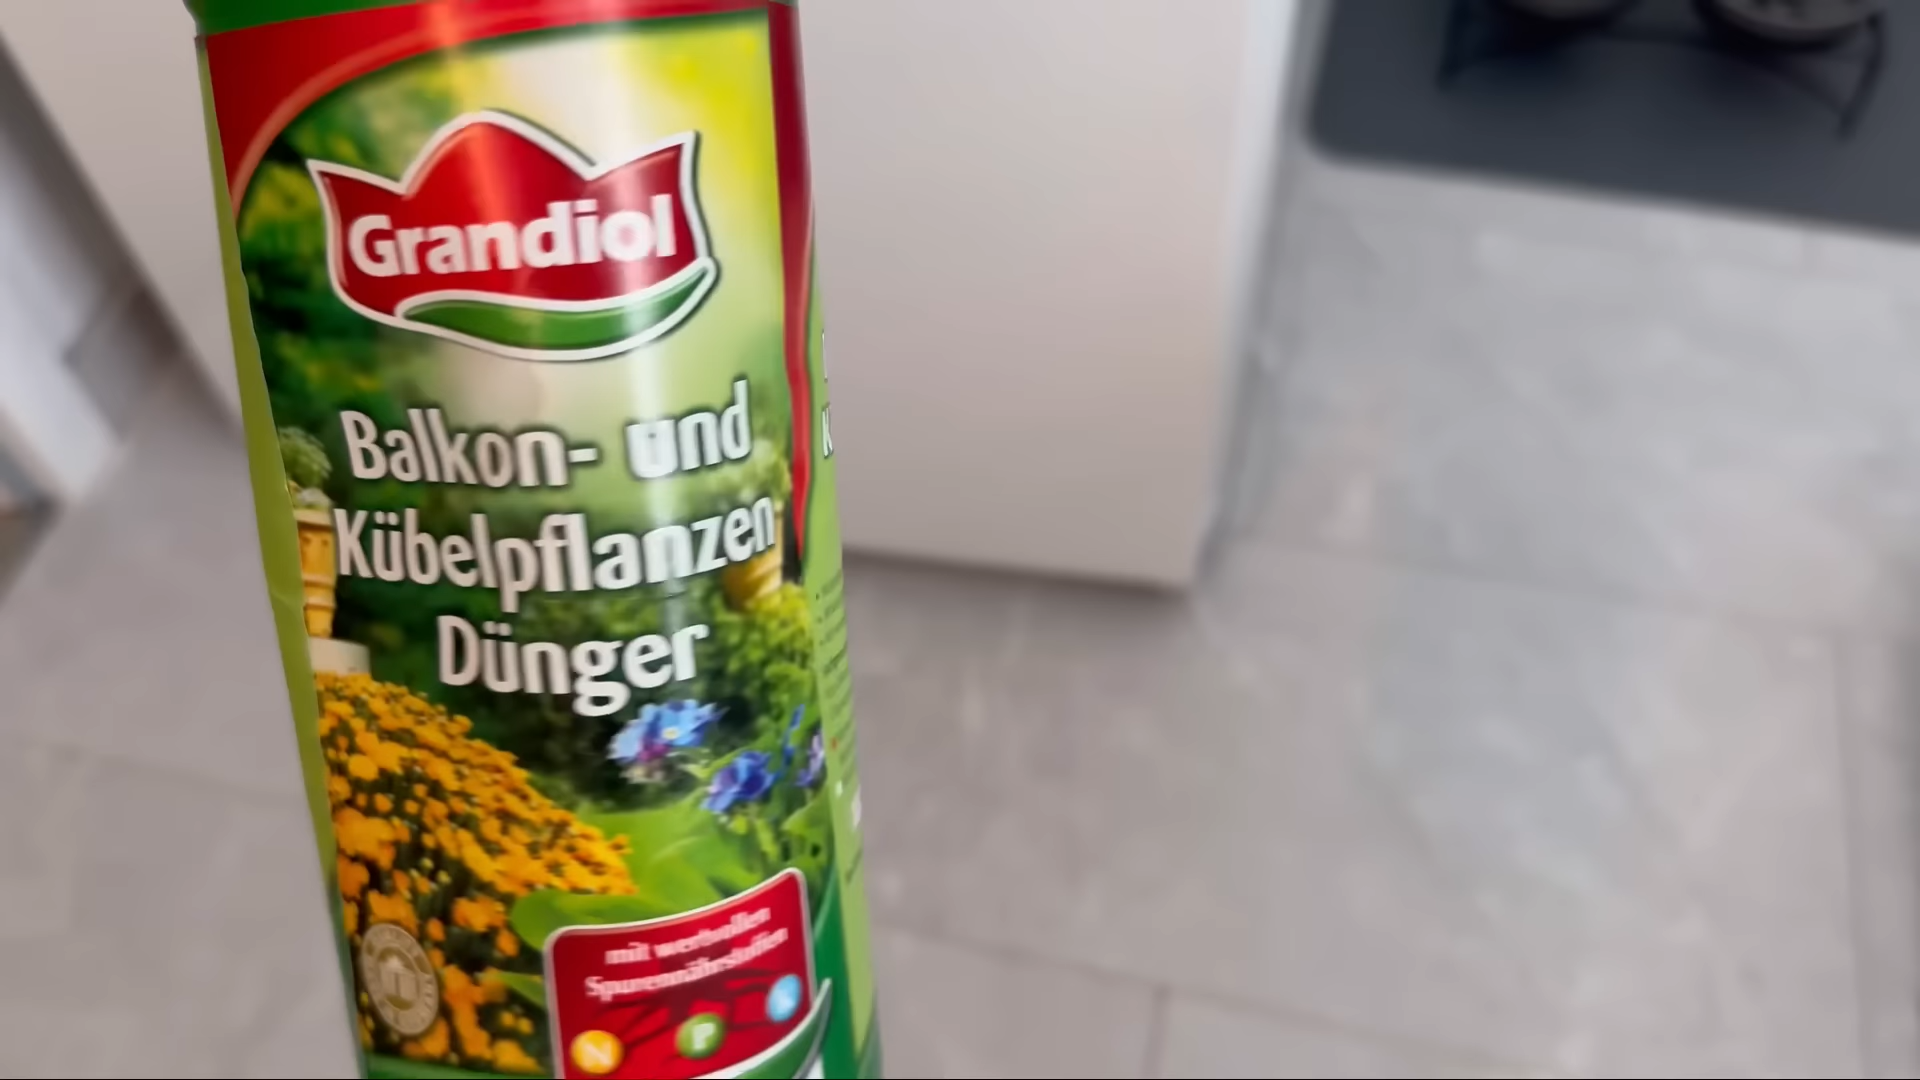 Grandiol
Balkon- und
Kübelpflanzen
Dünger
mit wertvollen
Spurennährstoffen
N P K